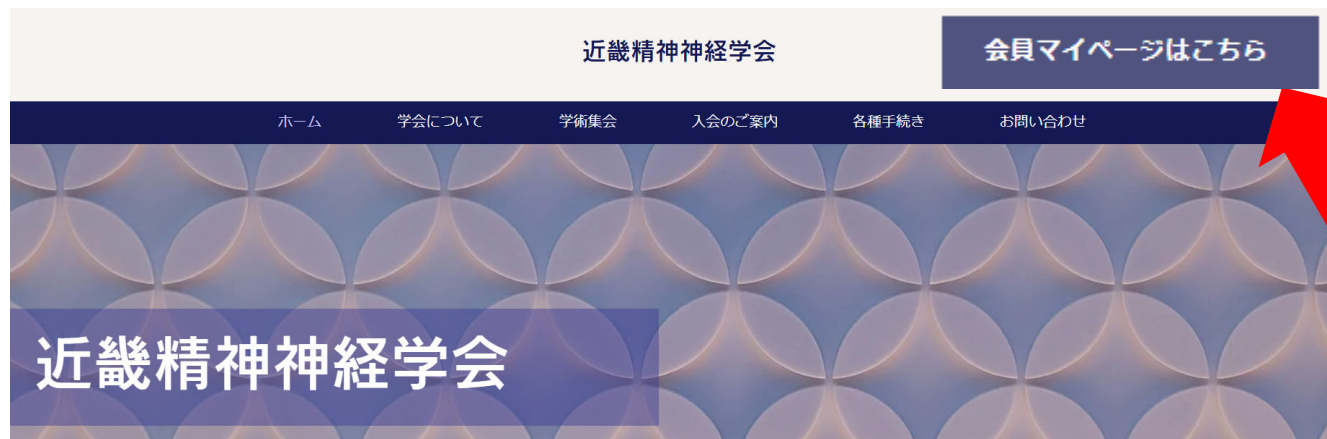 近畿精神神経学会
会員マイページはこちら
ホーム 学会について 学術集会 入会のご案内 各種手続き お問い合わせ
近畿精神神経学会